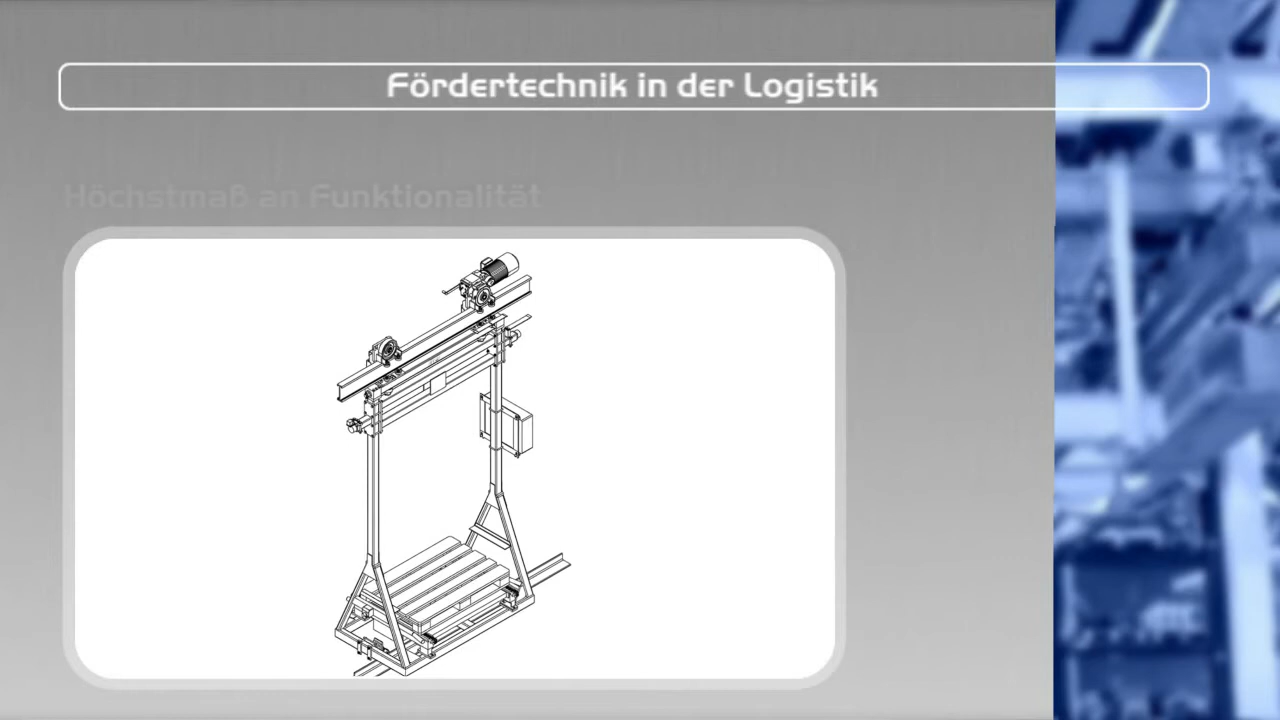 Fördertechnik in der Logistik
Höchstmaß an Funktionalität